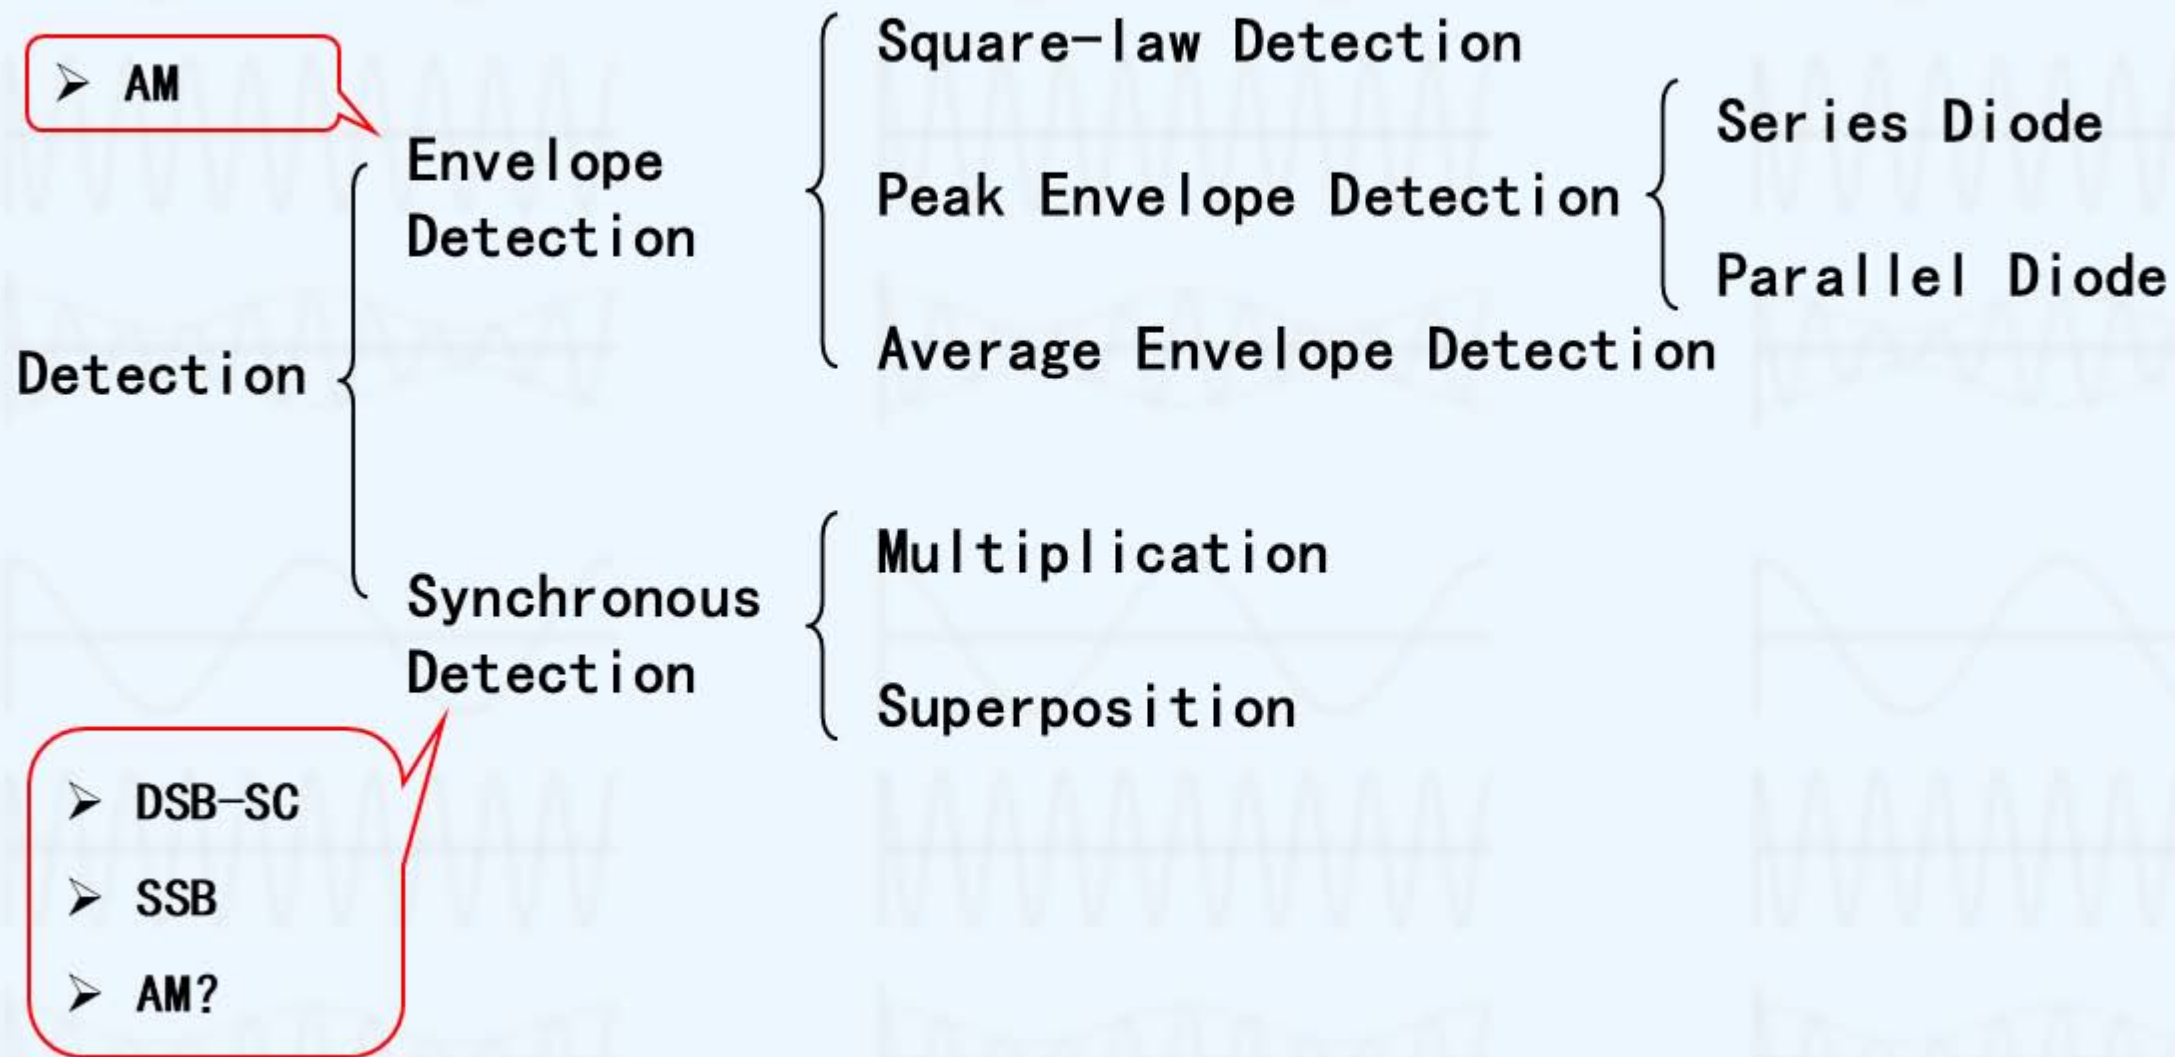 ➢ AM
Envelope
Detection
Square-law Detection
Peak Envelope Detection
Series Diode
Parallel Diode
Average Envelope Detection
Detection
Synchronous
Detection
Multiplication
Superposition
➢ DSB-SC
➢ SSB
➢ AM?